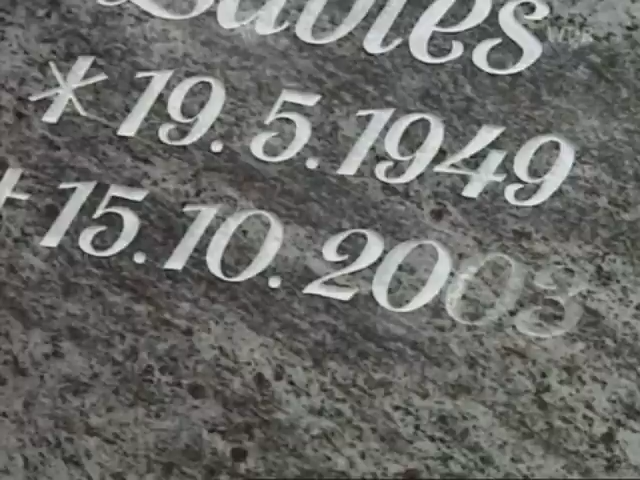 * 19. 5. 1949
+ 15. 10. 2003